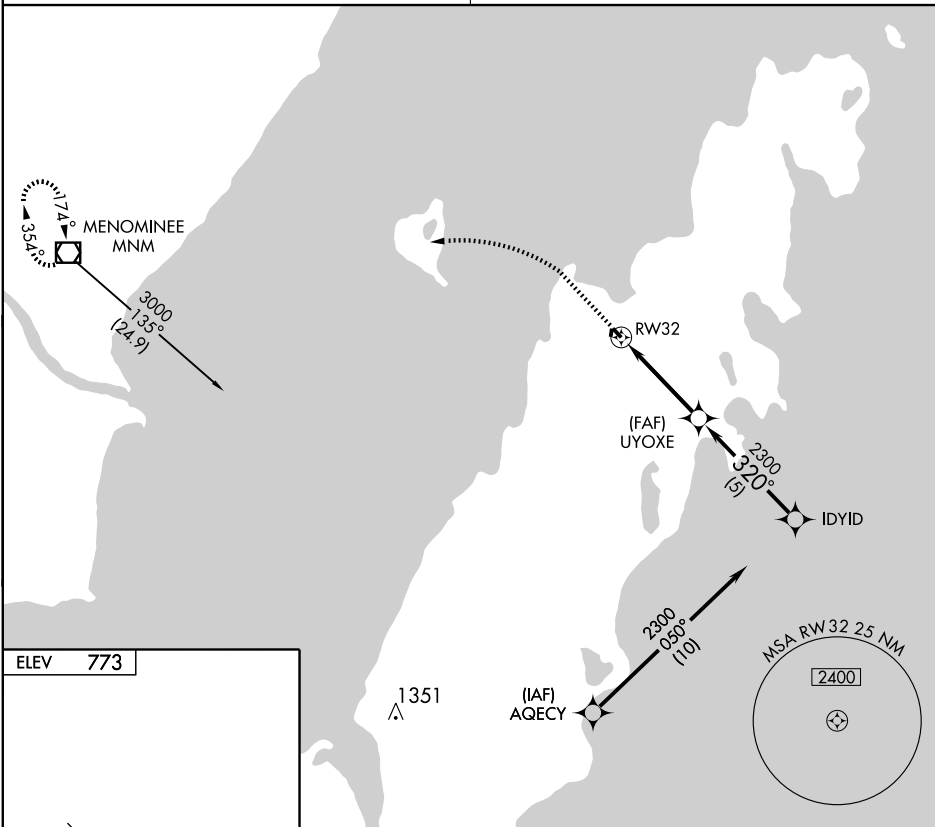 174°
354°
MENOMINEE
MNM
3000
135°
(24.9)
RW32
(FAF)
UYOXE
2300
320°
(5)
IDYID
2300
050°
(10)
(IAF)
AQECY
1351
MSA RW32 25 NM
2400
ELEV 773